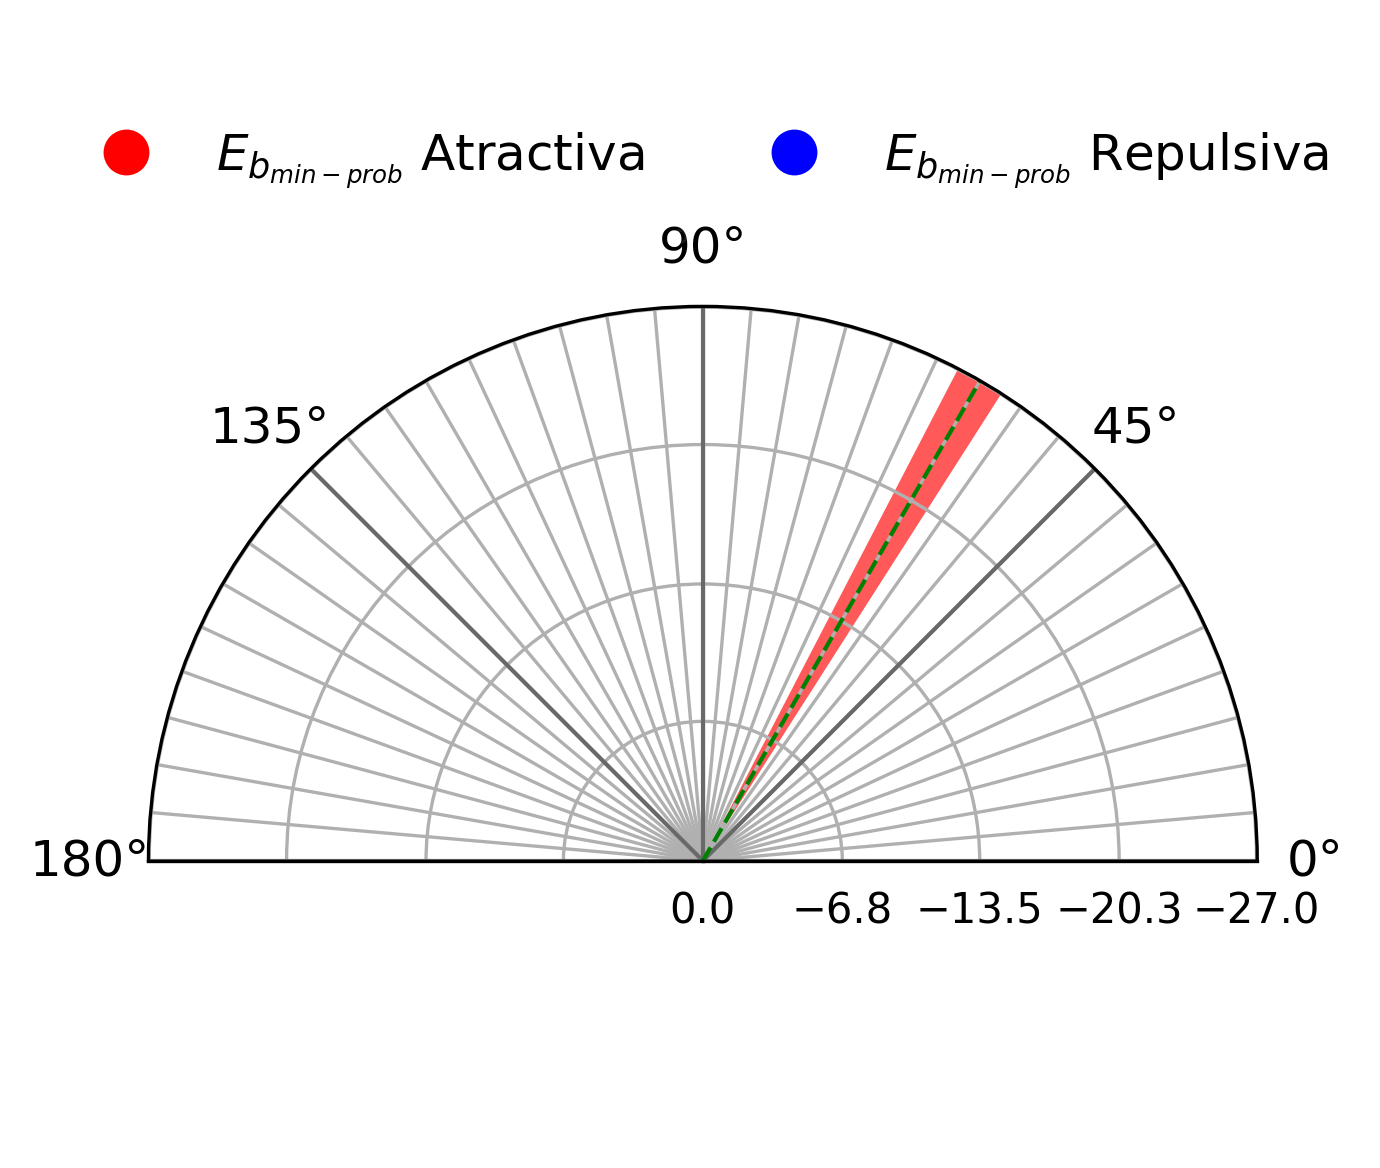 E_{b_{min-prob}} Atractiva
E_{b_{min-prob}} Repulsiva
90°
135°
45°
180°
0°
0.0 −6.8 −13.5 −20.3 −27.0